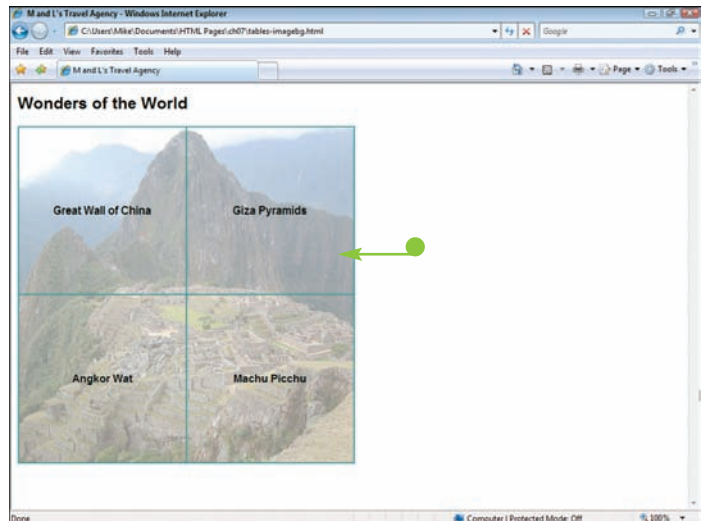 M and L's Travel Agency - Windows Internet Explorer
C:\Users\Mike\Documents\HTML Pages\ch07\tables-imagebg.html
Google
File Edit View Favorites Tools Help
M and L's Travel Agency
Page Tools
Wonders of the World
Great Wall of China Giza Pyramids
Angkor Wat Machu Picchu
Done Computer | Protected Mode: Off 100%